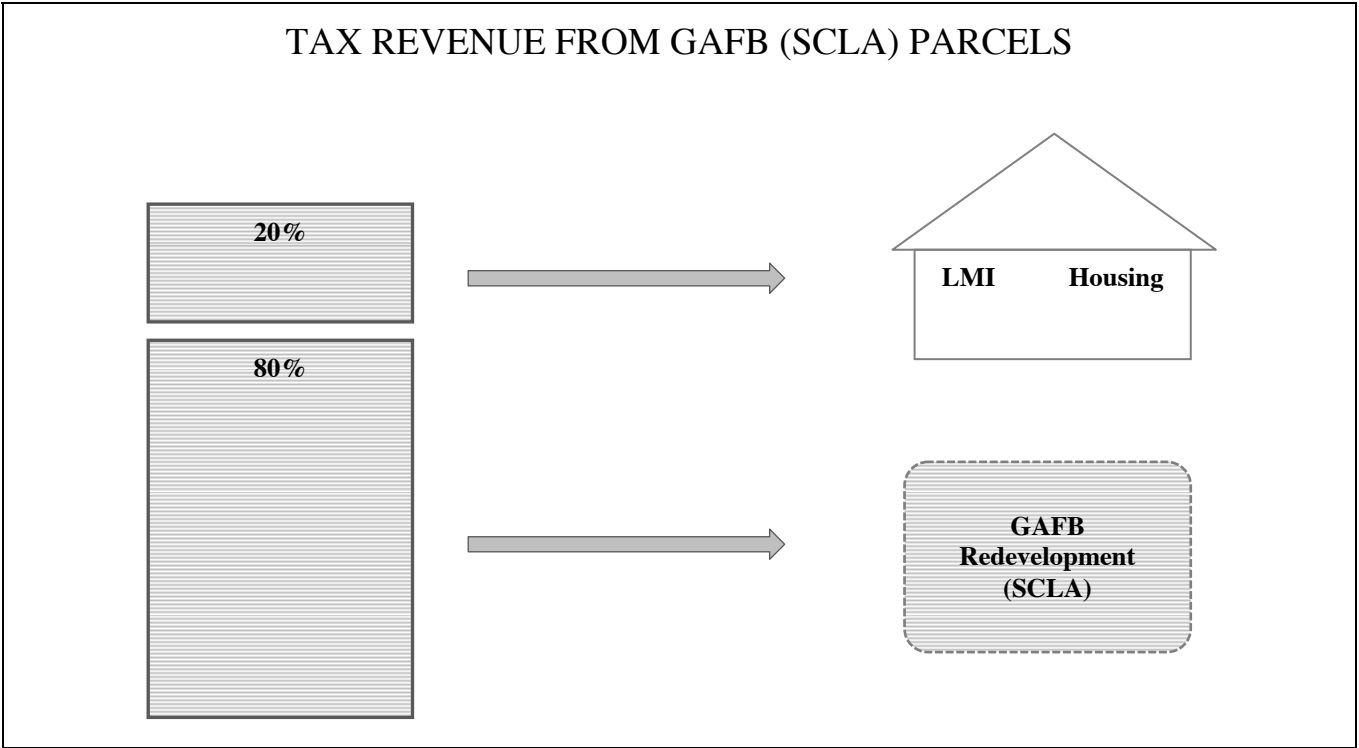 TAX REVENUE FROM GAFB (SCLA) PARCELS
20%
LMI Housing
80%
GAFB
Redevelopment
(SCLA)